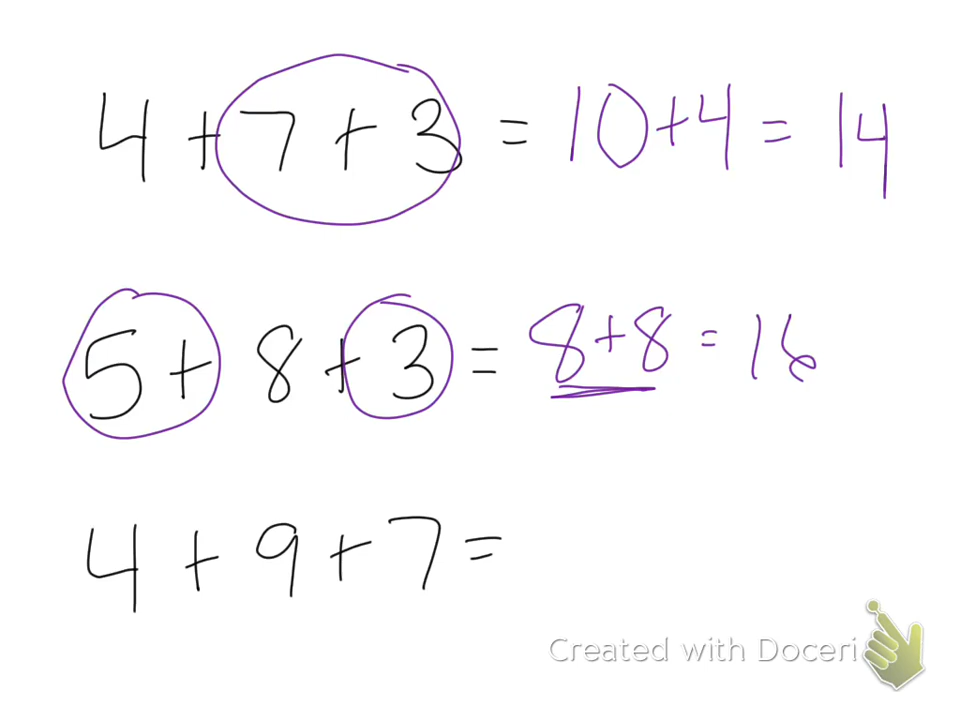 4 + 7 + 3 = 10 + 4 = 14
5 + 8 + 3 = 8 + 8 = 16
4 + 9 + 7 =
Created with Doceri